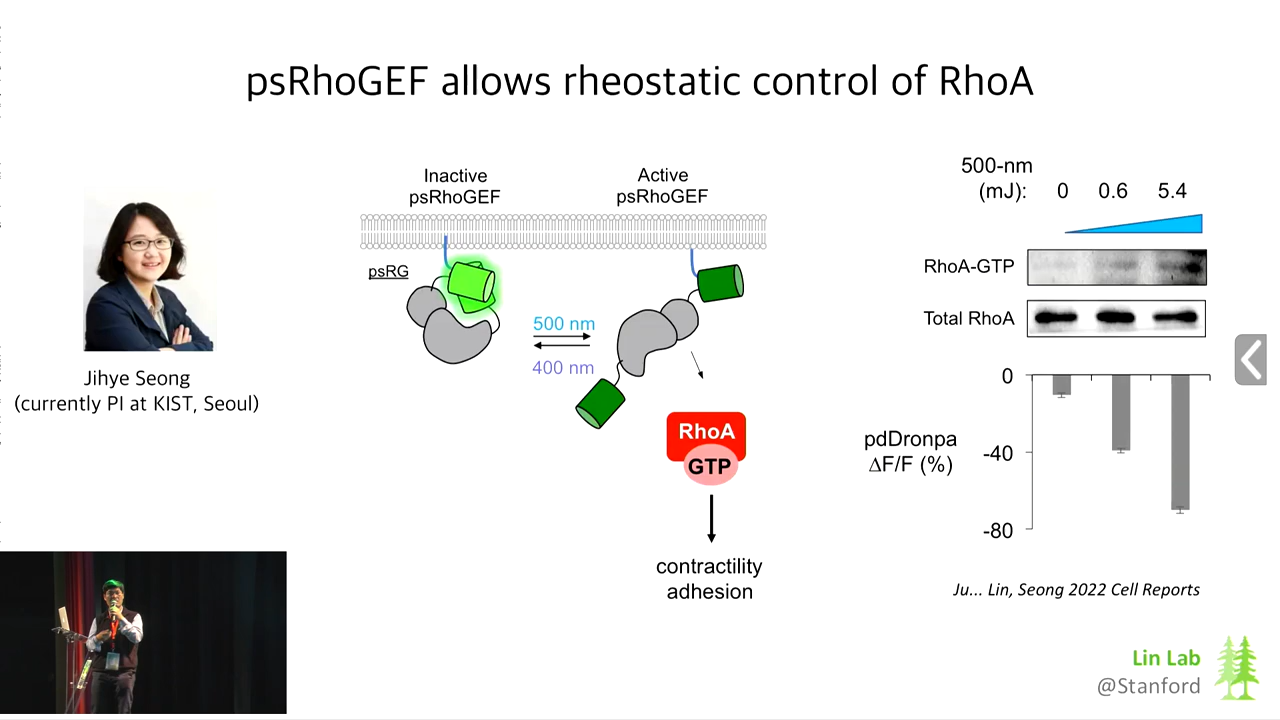 psRhoGEF allows rheostatic control of RhoA
Jihye Seong
(currently PI at KIST, Seoul)
Inactive
psRhoGEF
Active
psRhoGEF
psRG
500 nm
400 nm
RhoA
GTP
contractility
adhesion
500-nm
(mJ): 0 0.6 5.4
RhoA-GTP
Total RhoA
0
-40
-80
pdDronpa
ΔF/F (%)
Ju... Lin, Seong 2022 Cell Reports
Lin Lab
@Stanford